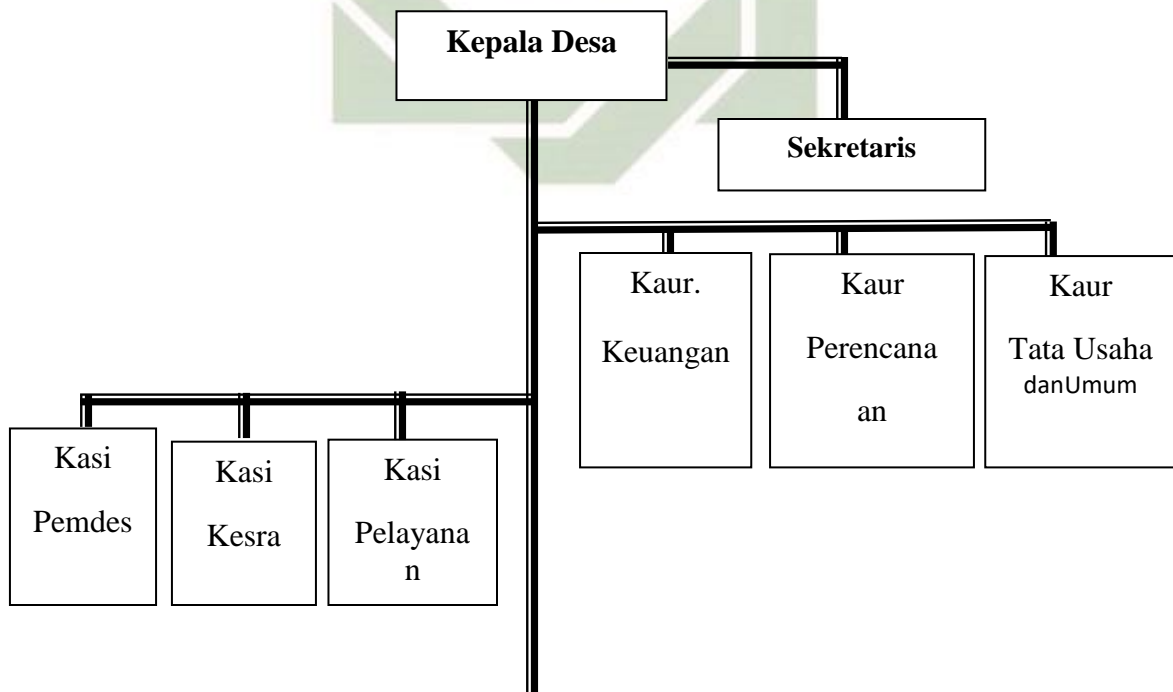 Kepala Desa
Sekretaris
Kaur.
Keuangan
Kaur
Perencana
an
Kaur
Tata Usaha
danUmum
Kasi
Pemdes
Kasi
Kesra
Kasi
Pelayana
n